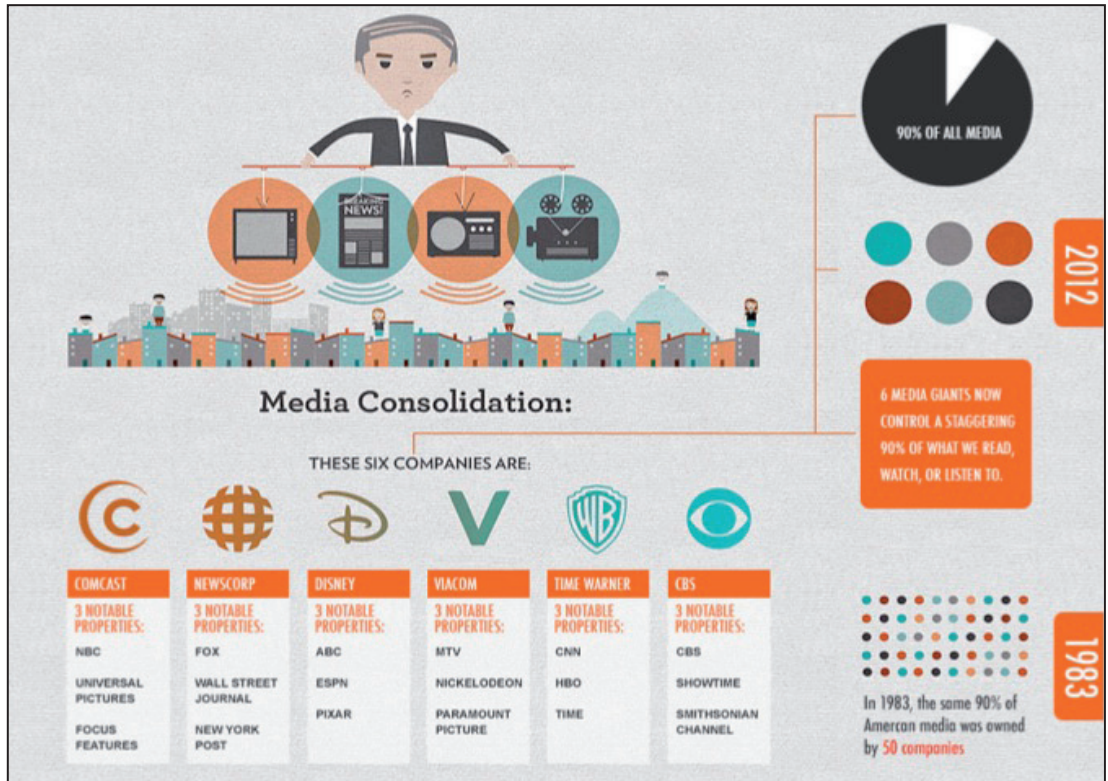 BREAKING
NEWS!
90% OF ALL MEDIA
2012
Media Consolidation:
6 MEDIA GIANTS NOW
CONTROL A STAGGERING
90% OF WHAT WE READ,
WATCH, OR LISTEN TO.
THESE SIX COMPANIES ARE:
C
D
V
WB
COMCAST
3 NOTABLE
PROPERTIES:
NBC
UNIVERSAL
PICTURES
FOCUS
FEATURES
NEWSCORP
3 NOTABLE
PROPERTIES:
FOX
WALL STREET
JOURNAL
NEW YORK
POST
DISNEY
3 NOTABLE
PROPERTIES:
ABC
ESPN
PIXAR
VIACOM
3 NOTABLE
PROPERTIES:
MTV
NICKELODEON
PARAMOUNT
PICTURE
TIME WARNER
3 NOTABLE
PROPERTIES:
CNN
HBO
TIME
CBS
3 NOTABLE
PROPERTIES:
CBS
SHOWTIME
SMITHSONIAN
CHANNEL
1983
In 1983, the same 90% of
Amercan media was owned
by 50 companies